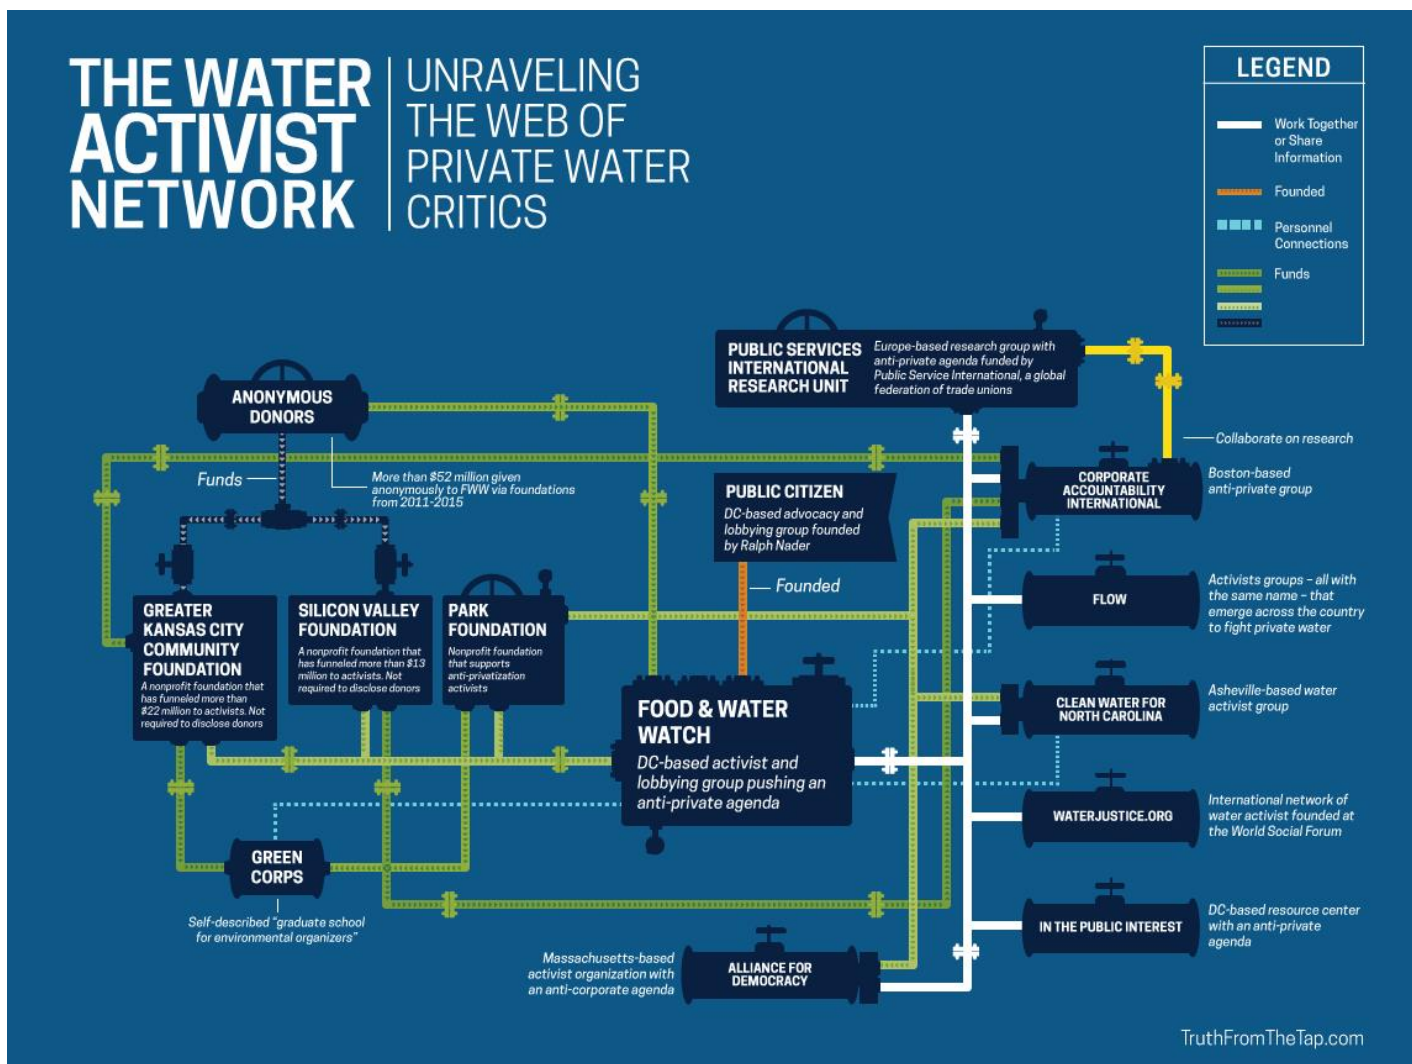 THE WATER
ACTIVIST
NETWORK
UNRAVELING
THE WEB OF
PRIVATE WATER
CRITICS
LEGEND
Work Together
or Share
Information
Founded
Personnel
Connections
Funds
PUBLIC SERVICES
INTERNATIONAL
RESEARCH UNIT
Europe-based research group with
anti-private agenda funded by
Public Service International, a global
federation of trade unions
ANONYMOUS
DONORS
Funds
More than $52 million given
anonymously to FWW via foundations
from 2011-2015
Collaborate on research
CORPORATE
ACCOUNTABILITY
INTERNATIONAL
Boston-based
anti-private group
PUBLIC CITIZEN
DC-based advocacy and
lobbying group founded
by Ralph Nader
Founded
FLOW
Activists groups – all with
the same name – that
emerge across the country
to fight private water
GREATER
KANSAS CITY
COMMUNITY
FOUNDATION
A nonprofit foundation that
has funneled more than
$22 million to activists. Not
required to disclose donors
SILICON VALLEY
FOUNDATION
A nonprofit foundation that
has funneled more than $13
million to activists. Not
required to disclose donors
PARK
FOUNDATION
Nonprofit foundation
that supports
anti-privatization
activists
FOOD & WATER
WATCH
DC-based activist and
lobbying group pushing an
anti-private agenda
CLEAN WATER FOR
NORTH CAROLINA
Asheville-based water
activist group
WATERJUSTICE.ORG
International network of
water activist founded at
the World Social Forum
GREEN
CORPS
Self-described "graduate school
for environmental organizers"
IN THE PUBLIC INTEREST
DC-based resource center
with an anti-private
agenda
Massachusetts-based
activist organization with
an anti-corporate agenda
ALLIANCE FOR
DEMOCRACY
TruthFromTheTap.com